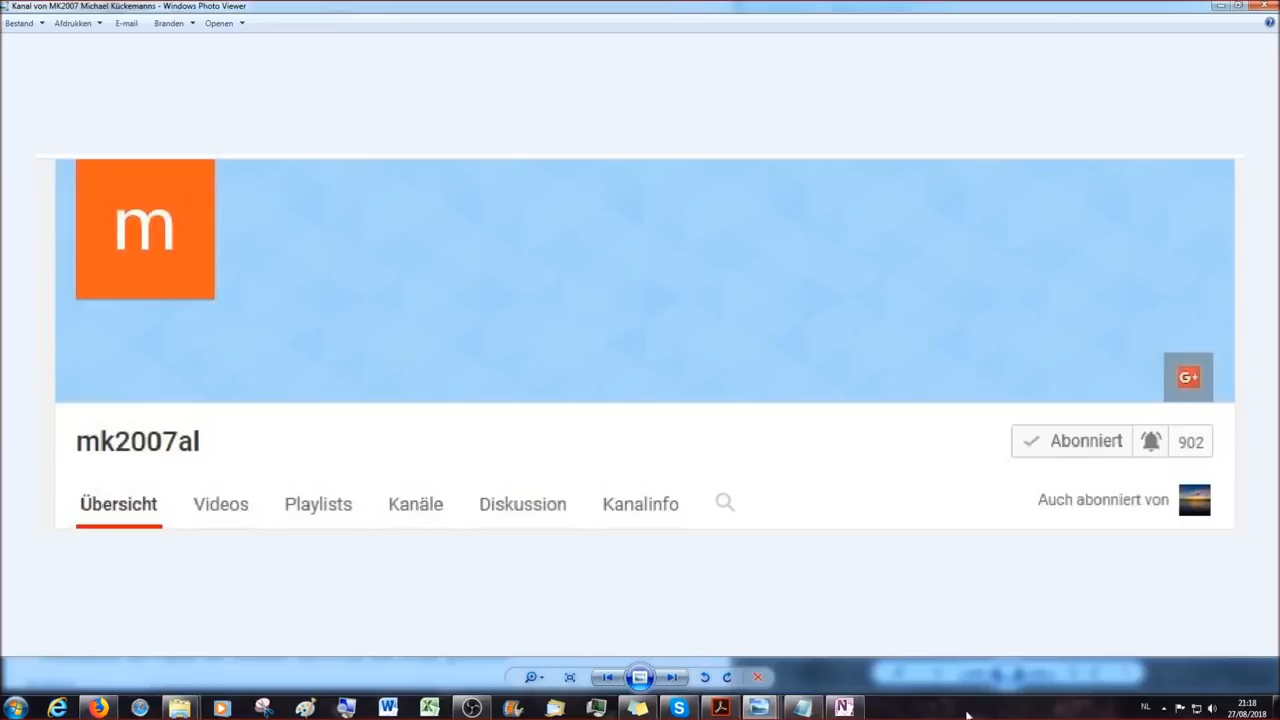 Kanal von MK2007 Michael Kückemanns - Windows Photo Viewer
Bestand Afdrukken E-mail Branden Openen
m
G+
mk2007al
Abonniert 902
Übersicht Videos Playlists Kanäle Diskussion Kanalinfo
Auch abonniert von
NL 21:18
27/08/2018